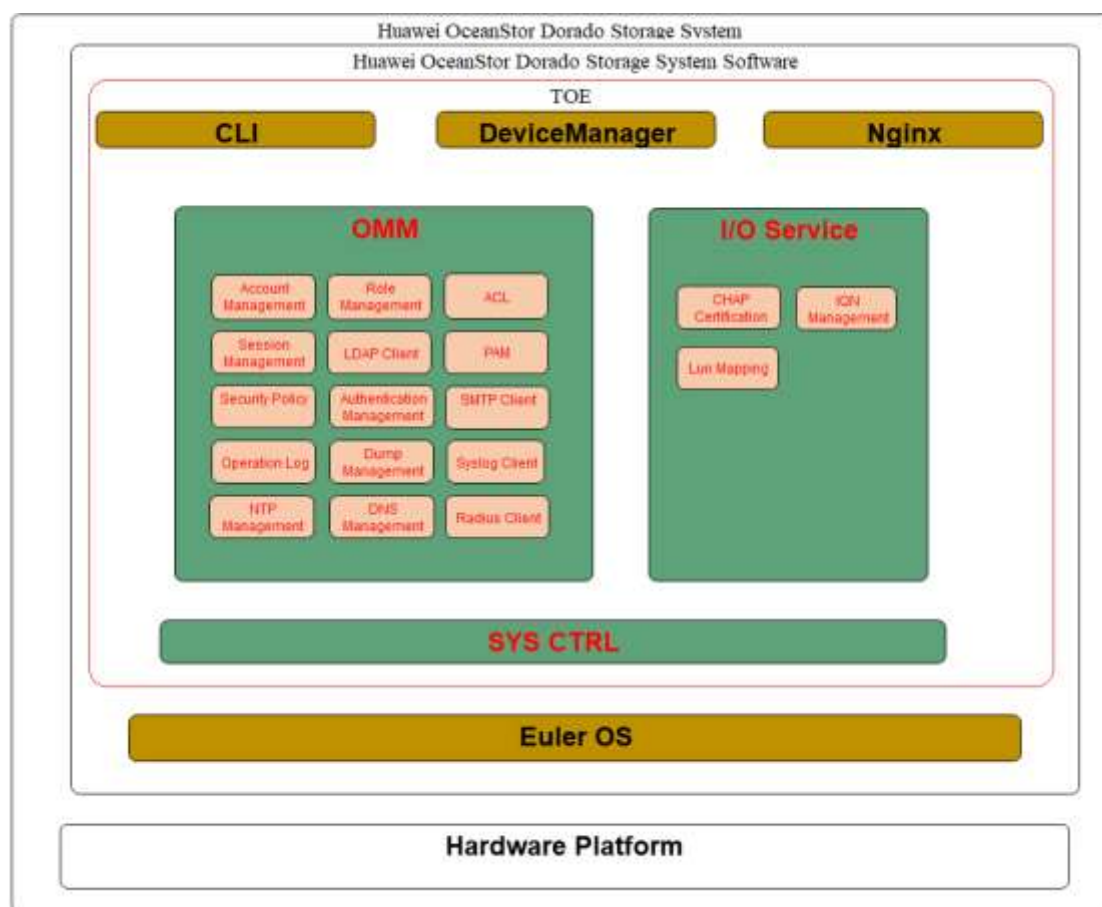 Huawei OceanStor Dorado Storage System
Huawei OceanStor Dorado Storage System Software
TOE
CLI
DeviceManager
Nginx
OMM
Account
Management
Role
Management
ACL
Session
Management
LDAP Client
PAM
Security Policy
Authentication
Management
SMTP Client
Operation Log
Dump
Management
Syslog Client
NTP
Management
DNS
Management
Radius Client
I/O Service
CHAP
Certification
IQN
Management
Lun Mapping
SYS CTRL
Euler OS
Hardware Platform